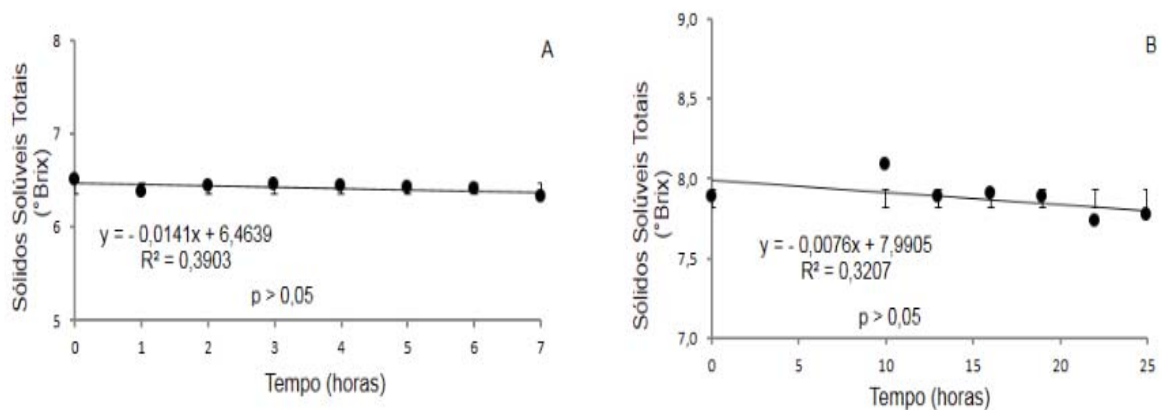 A
Sólidos Solúveis Totais
(°Brix)
8
7
6
5
y = - 0,0141x + 6,4639
R² = 0,3903
p > 0,05
0 1 2 3 4 5 6 7
Tempo (horas)
B
Sólidos Solúveis Totais
(°Brix)
9,0
8,5
8,0
7,5
7,0
y = - 0,0076x + 7,9905
R² = 0,3207
p > 0,05
0 5 10 15 20 25
Tempo (horas)